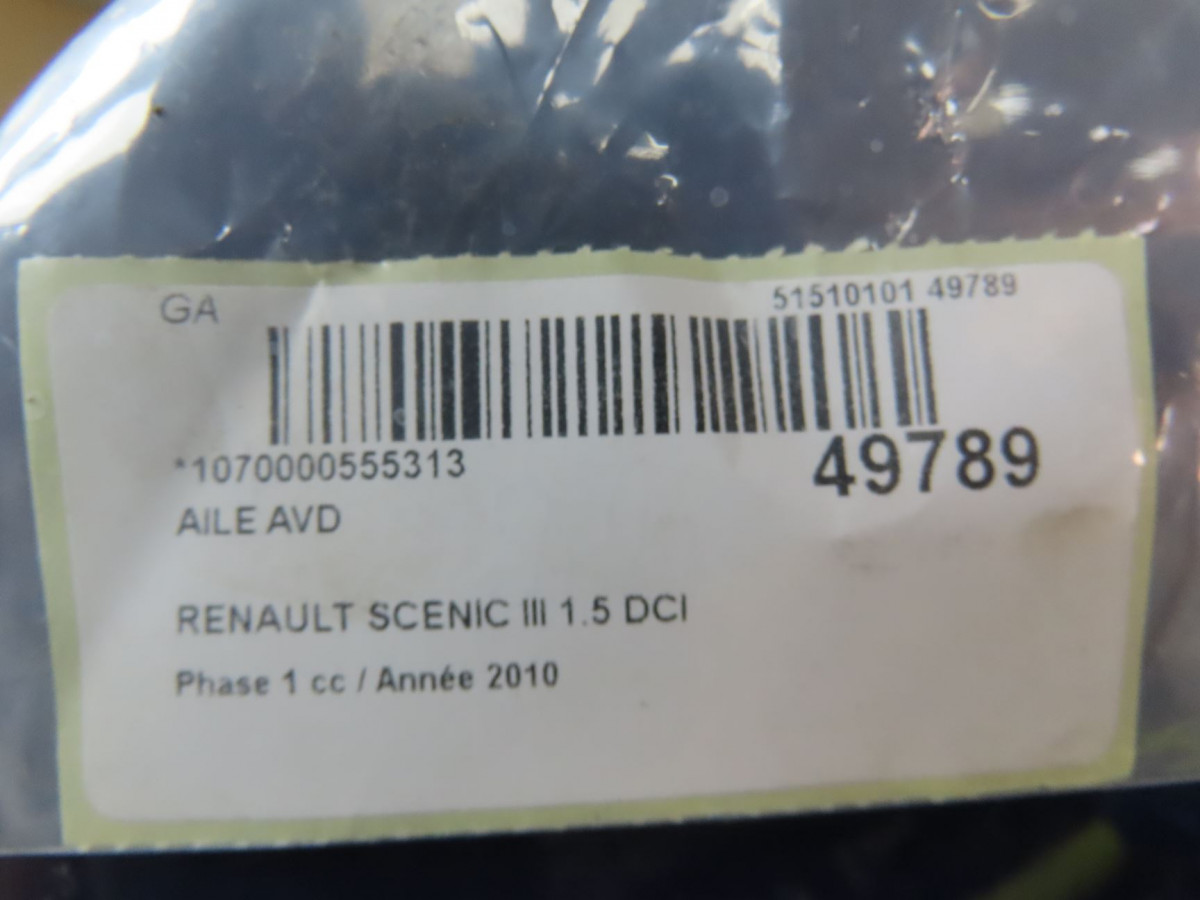 GA
51510101 49789
*1070000555313
49789
AILE AVD
RENAULT SCENIC III 1.5 DCI
Phase 1 cc / Année 2010